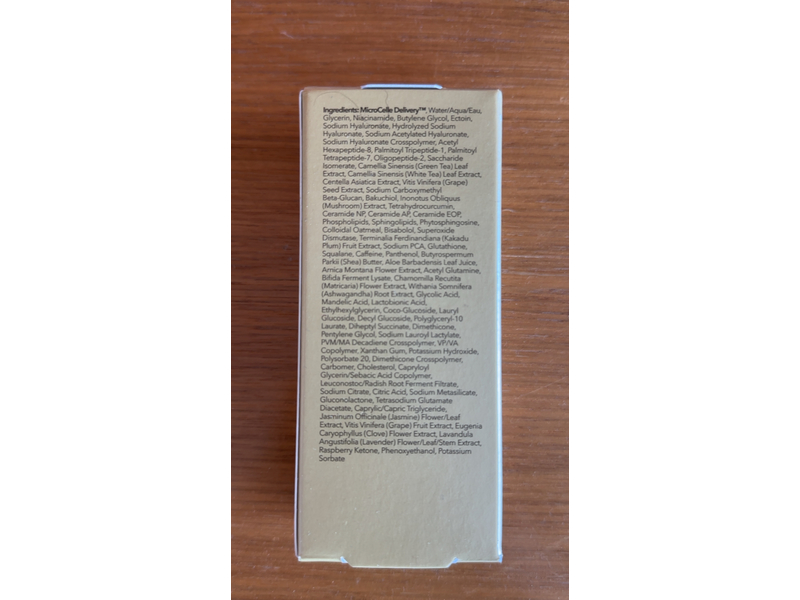 Ingredients: MicroCelle Delivery™, Water/Aqua/Eau,
Glycerin, Niacinamide, Butylene Glycol, Ectoin,
Sodium Hyaluronate, Hydrolyzed Sodium
Hyaluronate, Sodium Acetylated Hyaluronate,
Sodium Hyaluronate Crosspolymer, Acetyl
Hexapeptide-8, Palmitoyl Tripeptide-1, Palmitoyl
Tetrapeptide-7, Oligopeptide-2, Saccharide
Isomerate, Camellia Sinensis (Green Tea) Leaf
Extract, Camellia Sinensis (White Tea) Leaf Extract,
Centella Asiatica Extract, Vitis Vinifera (Grape)
Seed Extract, Sodium Carboxymethyl
Beta-Glucan, Bakuchiol, Inonotus Obliquus
(Mushroom) Extract, Tetrahydrocurcumin,
Ceramide NP, Ceramide AP, Ceramide EOP,
Phospholipids, Sphingolipids, Phytosphingosine,
Colloidal Oatmeal, Bisabolol, Superoxide
Dismutase, Terminalia Ferdinandiana (Kakadu
Plum) Fruit Extract, Sodium PCA, Glutathione,
Squalane, Caffeine, Panthenol, Butyrospermum
Parkii (Shea) Butter, Aloe Barbadensis Leaf Juice,
Arnica Montana Flower Extract, Acetyl Glutamine,
Bifida Ferment Lysate, Chamomilla Recutita
(Matricaria) Flower Extract, Withania Somnifera
(Ashwagandha) Root Extract, Glycolic Acid,
Mandelic Acid, Lactobionic Acid,
Ethylhexylglycerin, Coco-Glucoside, Lauryl
Glucoside, Decyl Glucoside, Polyglyceryl-10
Laurate, Diheptyl Succinate, Dimethicone,
Pentylene Glycol, Sodium Lauroyl Lactylate,
PVM/MA Decadiene Crosspolymer, VP/VA
Copolymer, Xanthan Gum, Potassium Hydroxide,
Polysorbate 20, Dimethicone Crosspolymer,
Carbomer, Cholesterol, Capryloyl
Glycerin/Sebacic Acid Copolymer,
Leuconostoc/Radish Root Ferment Filtrate,
Sodium Citrate, Citric Acid, Sodium Metasilicate,
Gluconolactone, Tetrasodium Glutamate
Diacetate, Caprylic/Capric Triglyceride,
Jasminum Officinale (Jasmine) Flower/Leaf
Extract, Vitis Vinifera (Grape) Fruit Extract, Eugenia
Caryophyllus (Clove) Flower Extract, Lavandula
Angustifolia (Lavender) Flower/Leaf/Stem Extract,
Raspberry Ketone, Phenoxyethanol, Potassium
Sorbate